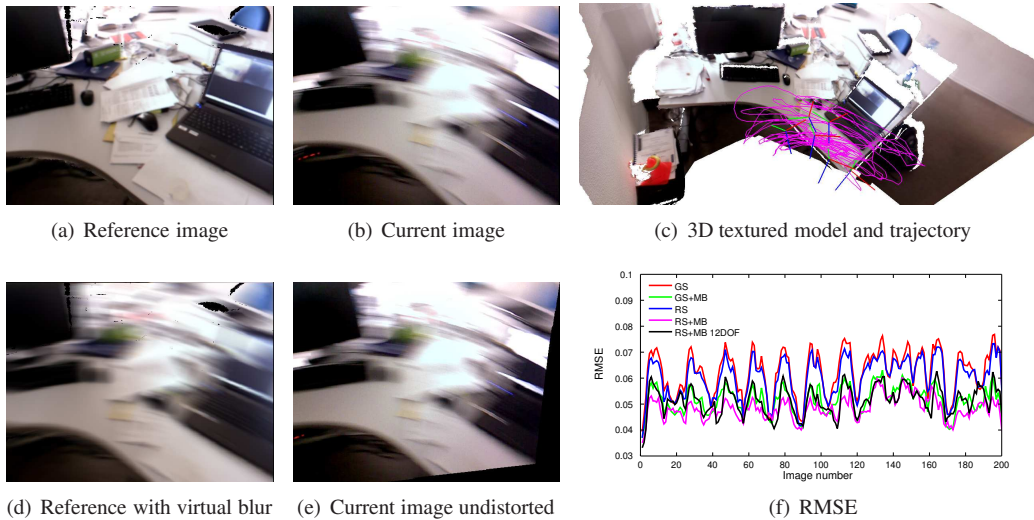 (a) Reference image
(b) Current image
(c) 3D textured model and trajectory
0.1
0.09
0.08
0.07
0.06
0.05
0.04
0.03
RMSE
GS
GS+MB
RS
RS+MB
RS+MB 12DOF
0 20 40 60 80 100 120 140 160 180 200
Image number
(d) Reference with virtual blur
(e) Current image undistorted
(f) RMSE